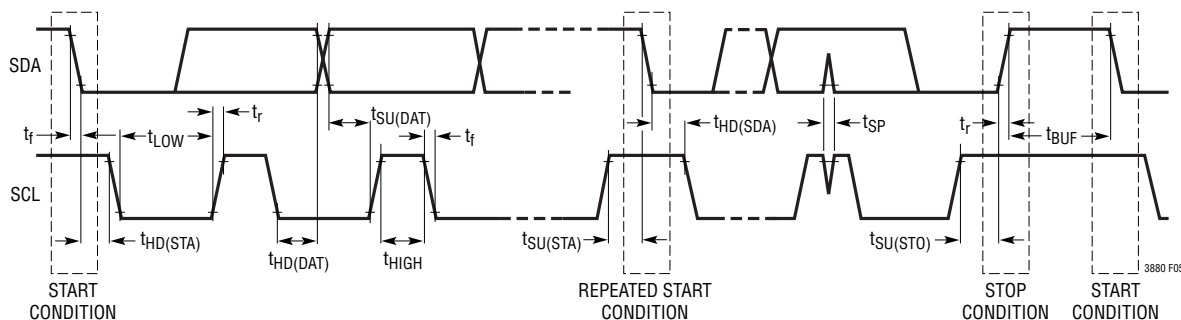 SDA
t_f
t_LOW
t_r
t_SU(DAT)
t_f
t_HD(SDA)
t_SP
t_r
t_BUF
SCL
t_HD(STA)
t_HD(DAT)
t_HIGH
t_SU(STA)
t_SU(STO)
3880 F05
START
CONDITION
REPEATED START
CONDITION
STOP
CONDITION
START
CONDITION